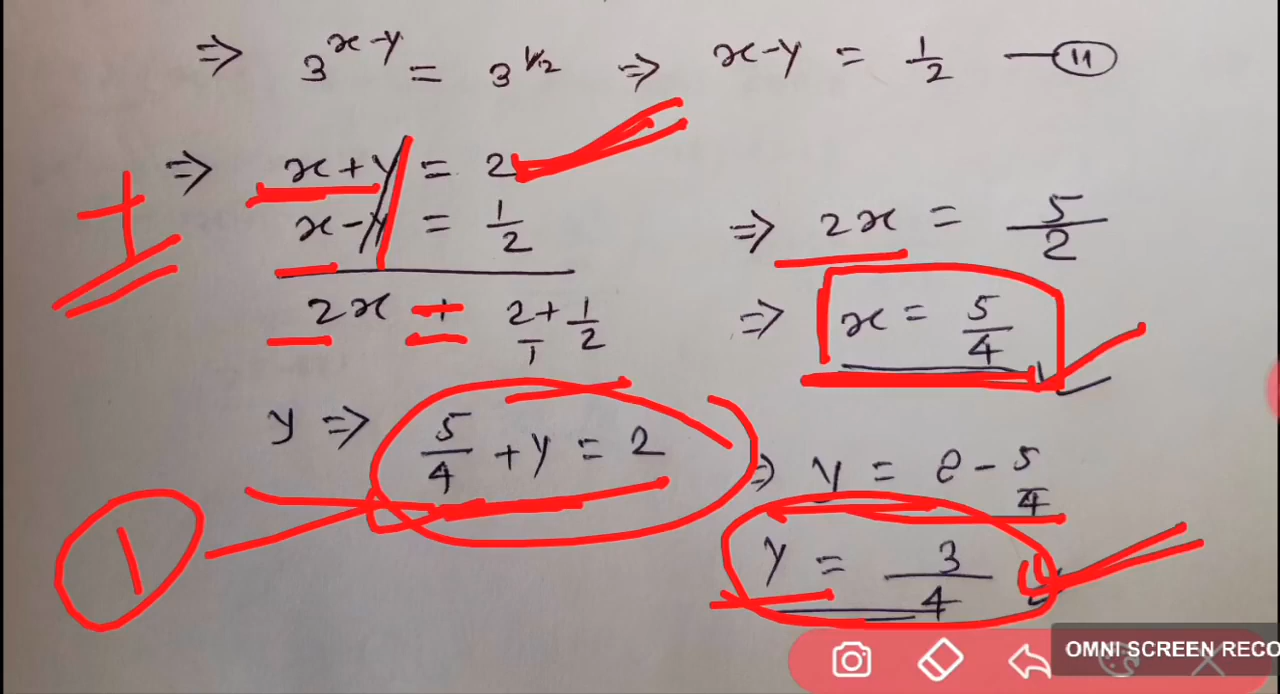 ⇒ 3^(x-y) = 3^(1/2) ⇒ x-y = 1/2 — (11)
⇒ x+y = 2
x-y = 1/2
⇒ 2x = 5/2
2x = 2/1 + 1/2
⇒ x = 5/4
y ⇒ 5/4 + y = 2
⇒ y = 2 - 5/4
1
y = 3/4
OMNI SCREEN RECO